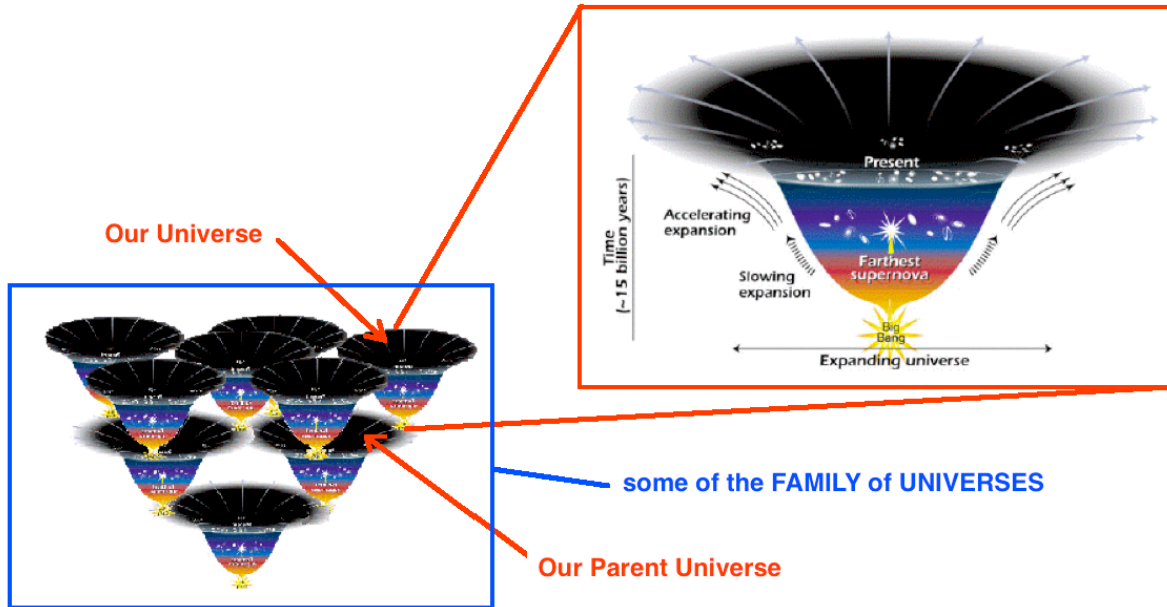 Present
Accelerating
expansion
Time
(~15 billion years)
Farthest
supernova
Slowing
expansion
Big
Bang
Expanding universe
Our Universe
some of the FAMILY of UNIVERSES
Our Parent Universe